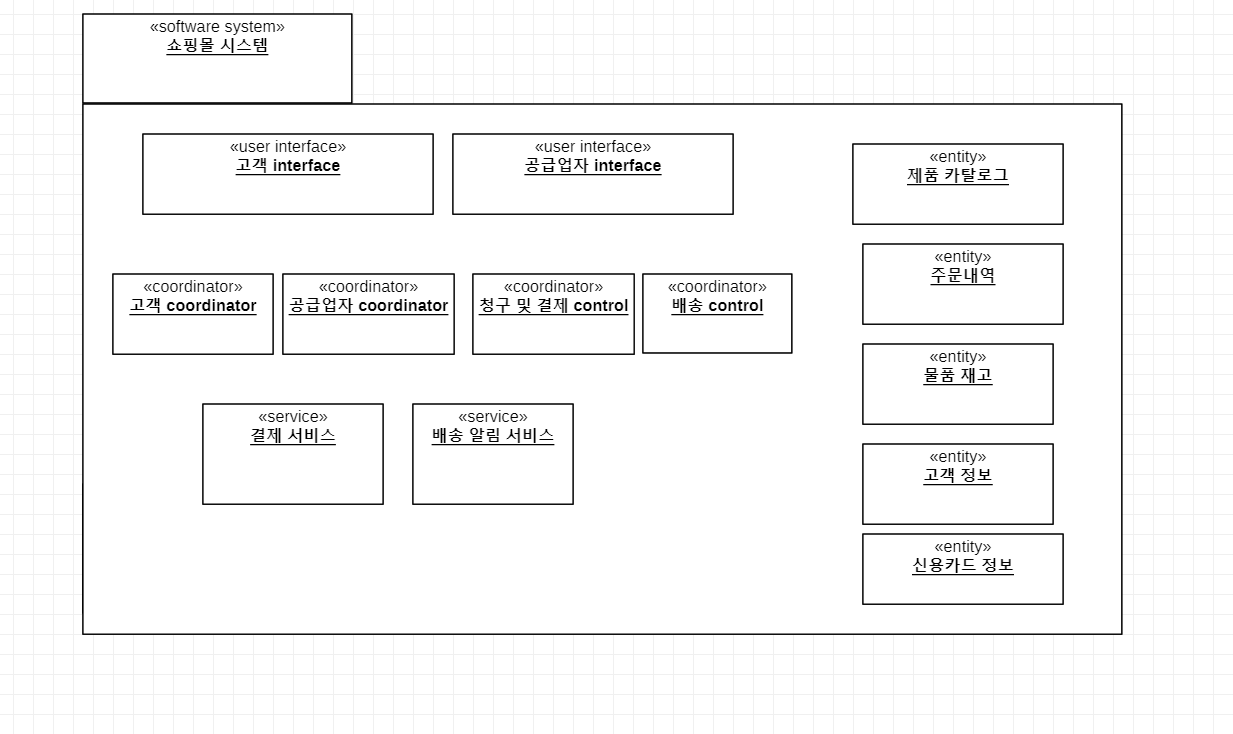 «software system»
쇼핑몰 시스템
«user interface»
고객 interface
«user interface»
공급업자 interface
«entity»
제품 카탈로그
«entity»
주문내역
«coordinator»
고객 coordinator
«coordinator»
공급업자 coordinator
«coordinator»
청구 및 결제 control
«coordinator»
배송 control
«entity»
물품 재고
«service»
결제 서비스
«service»
배송 알림 서비스
«entity»
고객 정보
«entity»
신용카드 정보